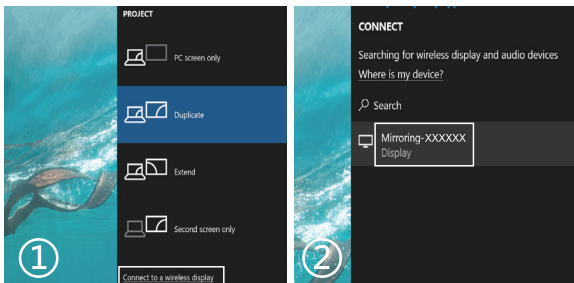 PROJECT
PC screen only
Duplicate
Extend
Second screen only
Connect to a wireless display
①
CONNECT
Searching for wireless display and audio devices
Where is my device?
Search
Mirroring-XXXXXX
Display
②